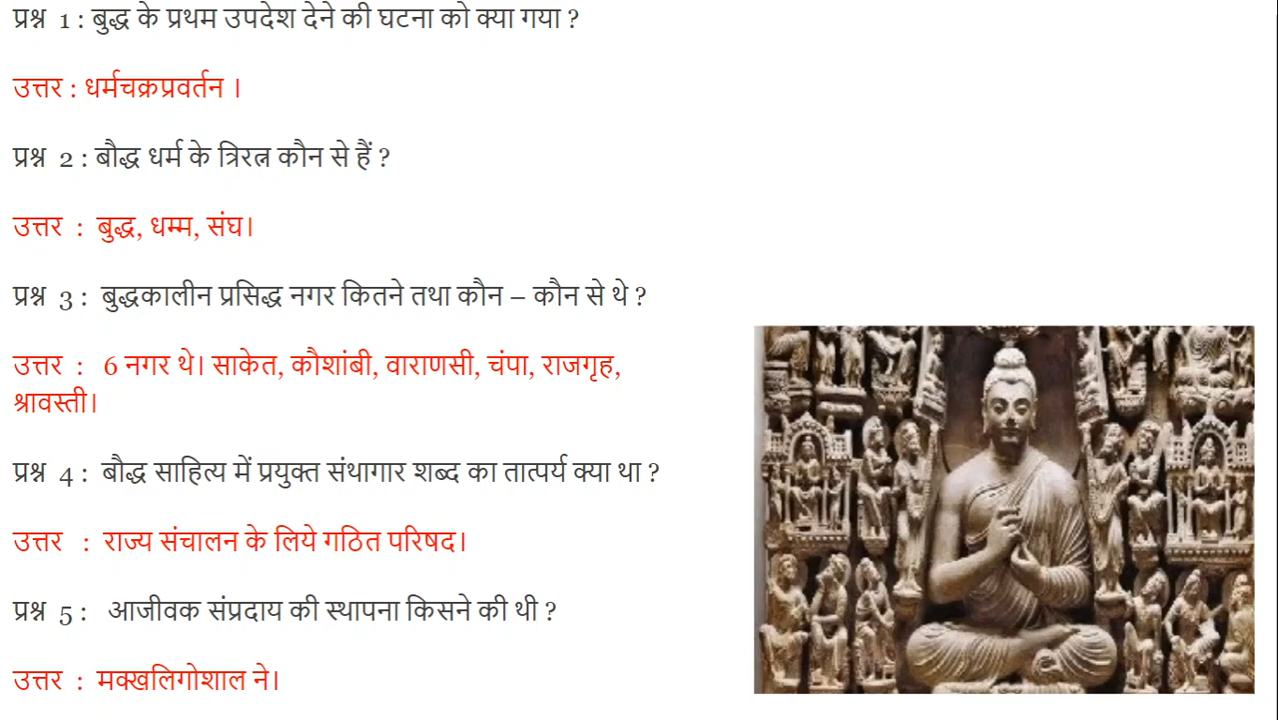 प्रश्न 1 : बुद्ध के प्रथम उपदेश देने की घटना को क्या गया ?
उत्तर : धर्मचक्रप्रवर्तन ।
प्रश्न 2 : बौद्ध धर्म के त्रिरत्न कौन से हैं ?
उत्तर : बुद्ध, धम्म, संघ।
प्रश्न 3 : बुद्धकालीन प्रसिद्ध नगर कितने तथा कौन – कौन से थे ?
उत्तर : 6 नगर थे। साकेत, कौशांबी, वाराणसी, चंपा, राजगृह,
श्रावस्ती।
प्रश्न 4 : बौद्ध साहित्य में प्रयुक्त संथागार शब्द का तात्पर्य क्या था ?
उत्तर : राज्य संचालन के लिये गठित परिषद।
प्रश्न 5 : आजीवक संप्रदाय की स्थापना किसने की थी ?
उत्तर : मक्खलिगोशाल ने।